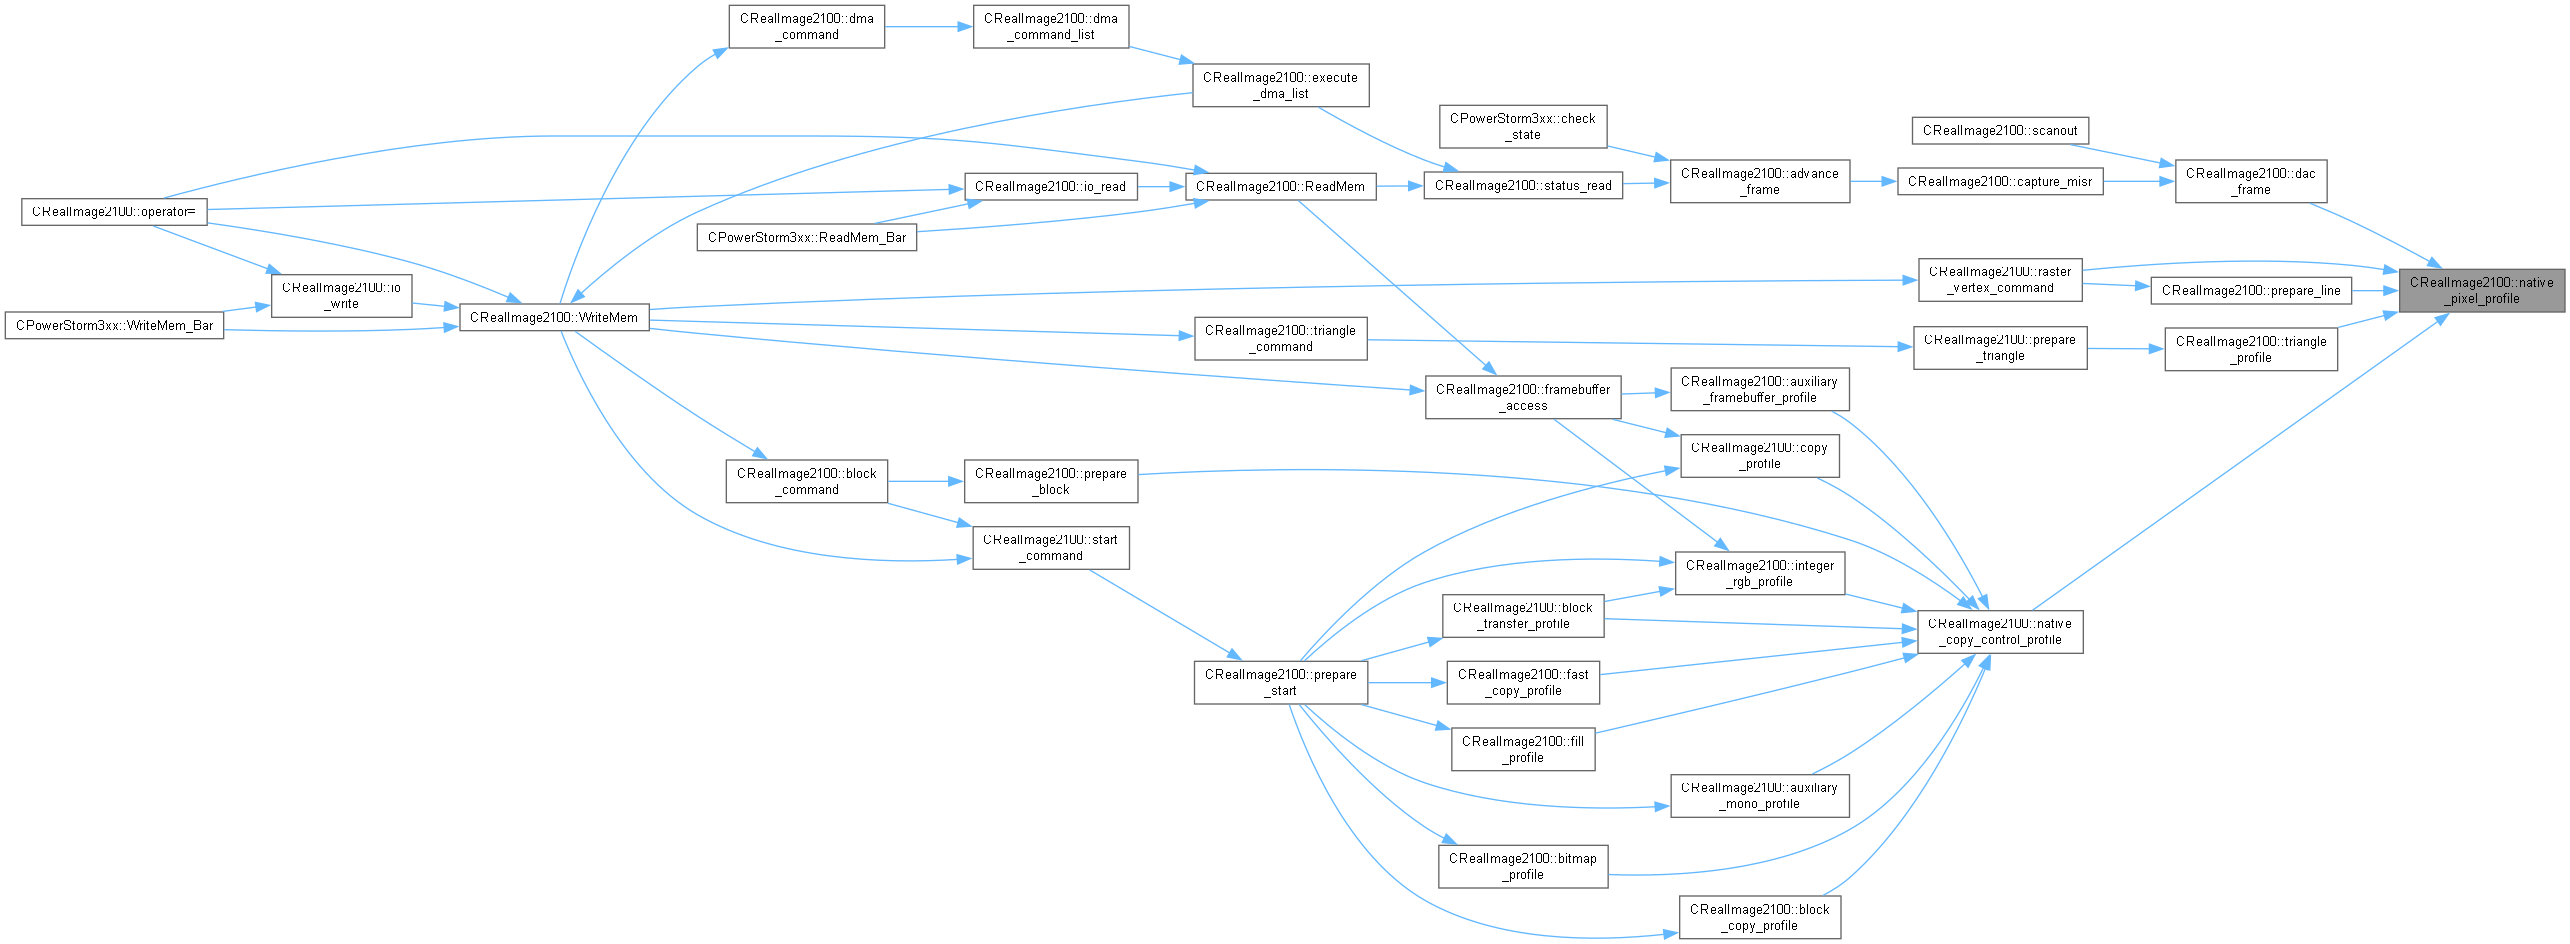 CRealImage2100::dma
_command
CRealImage2100::dma
_command_list
CRealImage2100::execute
_dma_list
CPowerStorm3xx::check
_state
CRealImage2100::scanout
CRealImage2100::operator=
CRealImage2100::io_read
CRealImage2100::ReadMem
CRealImage2100::status_read
CRealImage2100::advance
_frame
CRealImage2100::capture_misr
CRealImage2100::dac
_frame
CPowerStorm3xx::ReadMem_Bar
CRealImage2100::io
_write
CPowerStorm3xx::WriteMem_Bar
CRealImage2100::WriteMem
CRealImage2100::raster
_vertex_command
CRealImage2100::prepare_line
CRealImage2100::native
_pixel_profile
CRealImage2100::triangle
_command
CRealImage2100::prepare
_triangle
CRealImage2100::triangle
_profile
CRealImage2100::framebuffer
_access
CRealImage2100::auxiliary
_framebuffer_profile
CRealImage2100::copy
_profile
CRealImage2100::block
_command
CRealImage2100::prepare
_block
CRealImage2100::start
_command
CRealImage2100::integer
_rgb_profile
CRealImage2100::block
_transfer_profile
CRealImage2100::native
_copy_control_profile
CRealImage2100::prepare
_start
CRealImage2100::fast
_copy_profile
CRealImage2100::fill
_profile
CRealImage2100::auxiliary
_mono_profile
CRealImage2100::bitmap
_profile
CRealImage2100::block
_copy_profile